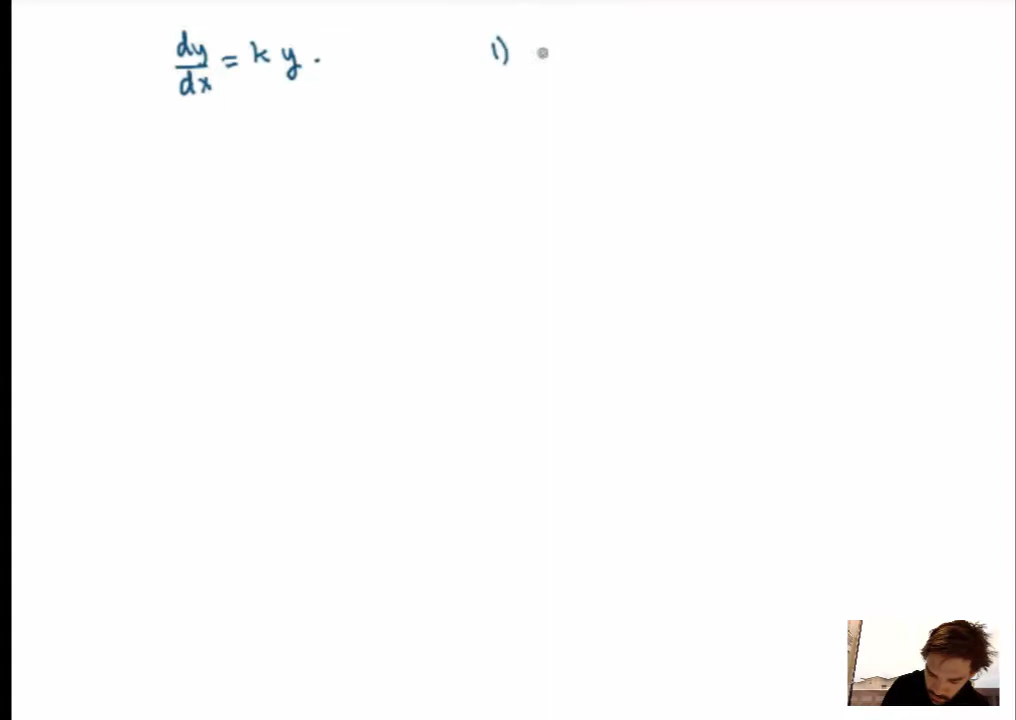 dy/dx = k y .
1)